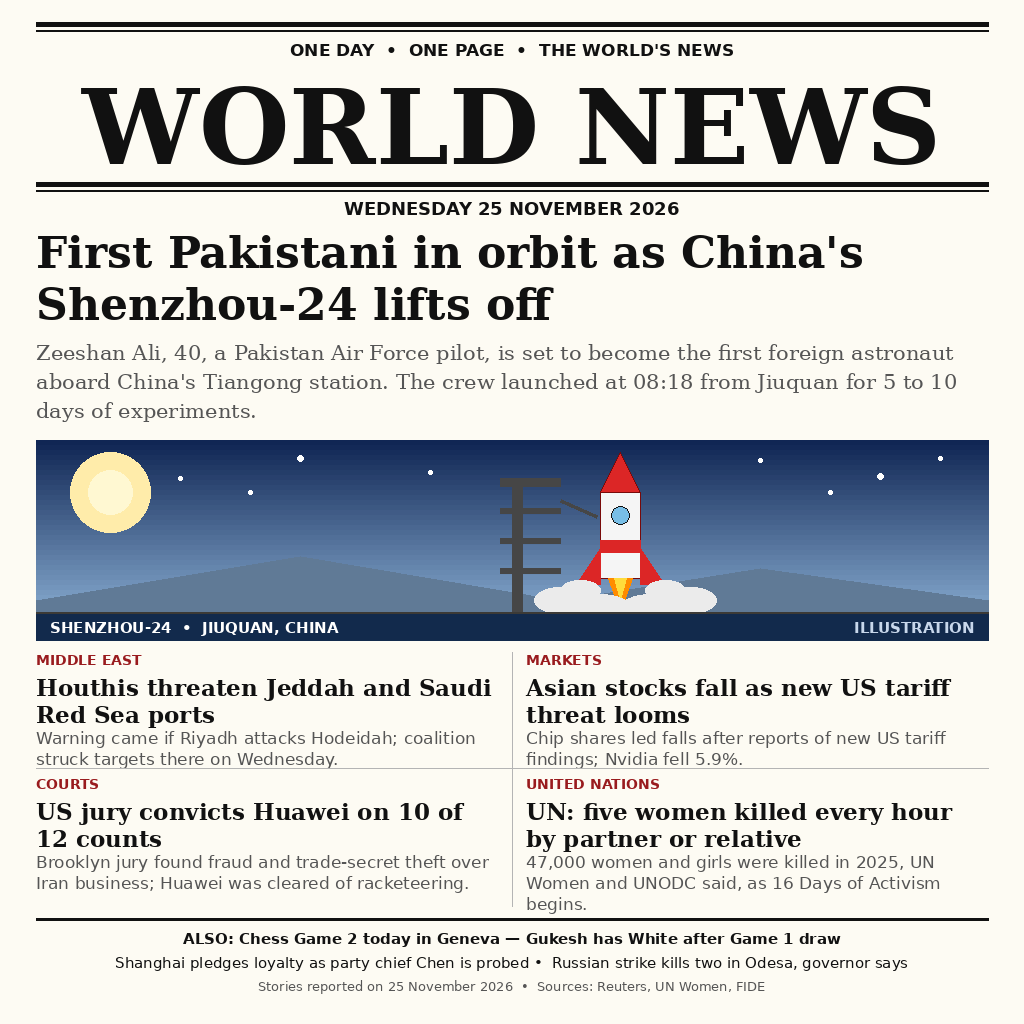 ONE DAY • ONE PAGE • THE WORLD'S NEWS
WORLD NEWS
WEDNESDAY 25 NOVEMBER 2026
First Pakistani in orbit as China's
Shenzhou-24 lifts off
Zeeshan Ali, 40, a Pakistan Air Force pilot, is set to become the first foreign astronaut
aboard China's Tiangong station. The crew launched at 08:18 from Jiuquan for 5 to 10
days of experiments.
SHENZHOU-24 • JIUQUAN, CHINA
ILLUSTRATION
MIDDLE EAST
Houthis threaten Jeddah and Saudi
Red Sea ports
Warning came if Riyadh attacks Hodeidah; coalition
struck targets there on Wednesday.
MARKETS
Asian stocks fall as new US tariff
threat looms
Chip shares led falls after reports of new US tariff
findings; Nvidia fell 5.9%.
COURTS
US jury convicts Huawei on 10 of
12 counts
Brooklyn jury found fraud and trade-secret theft over
Iran business; Huawei was cleared of racketeering.
UNITED NATIONS
UN: five women killed every hour
by partner or relative
47,000 women and girls were killed in 2025, UN
Women and UNODC said, as 16 Days of Activism
begins.
ALSO: Chess Game 2 today in Geneva — Gukesh has White after Game 1 draw
Shanghai pledges loyalty as party chief Chen is probed • Russian strike kills two in Odesa, governor says
Stories reported on 25 November 2026 • Sources: Reuters, UN Women, FIDE